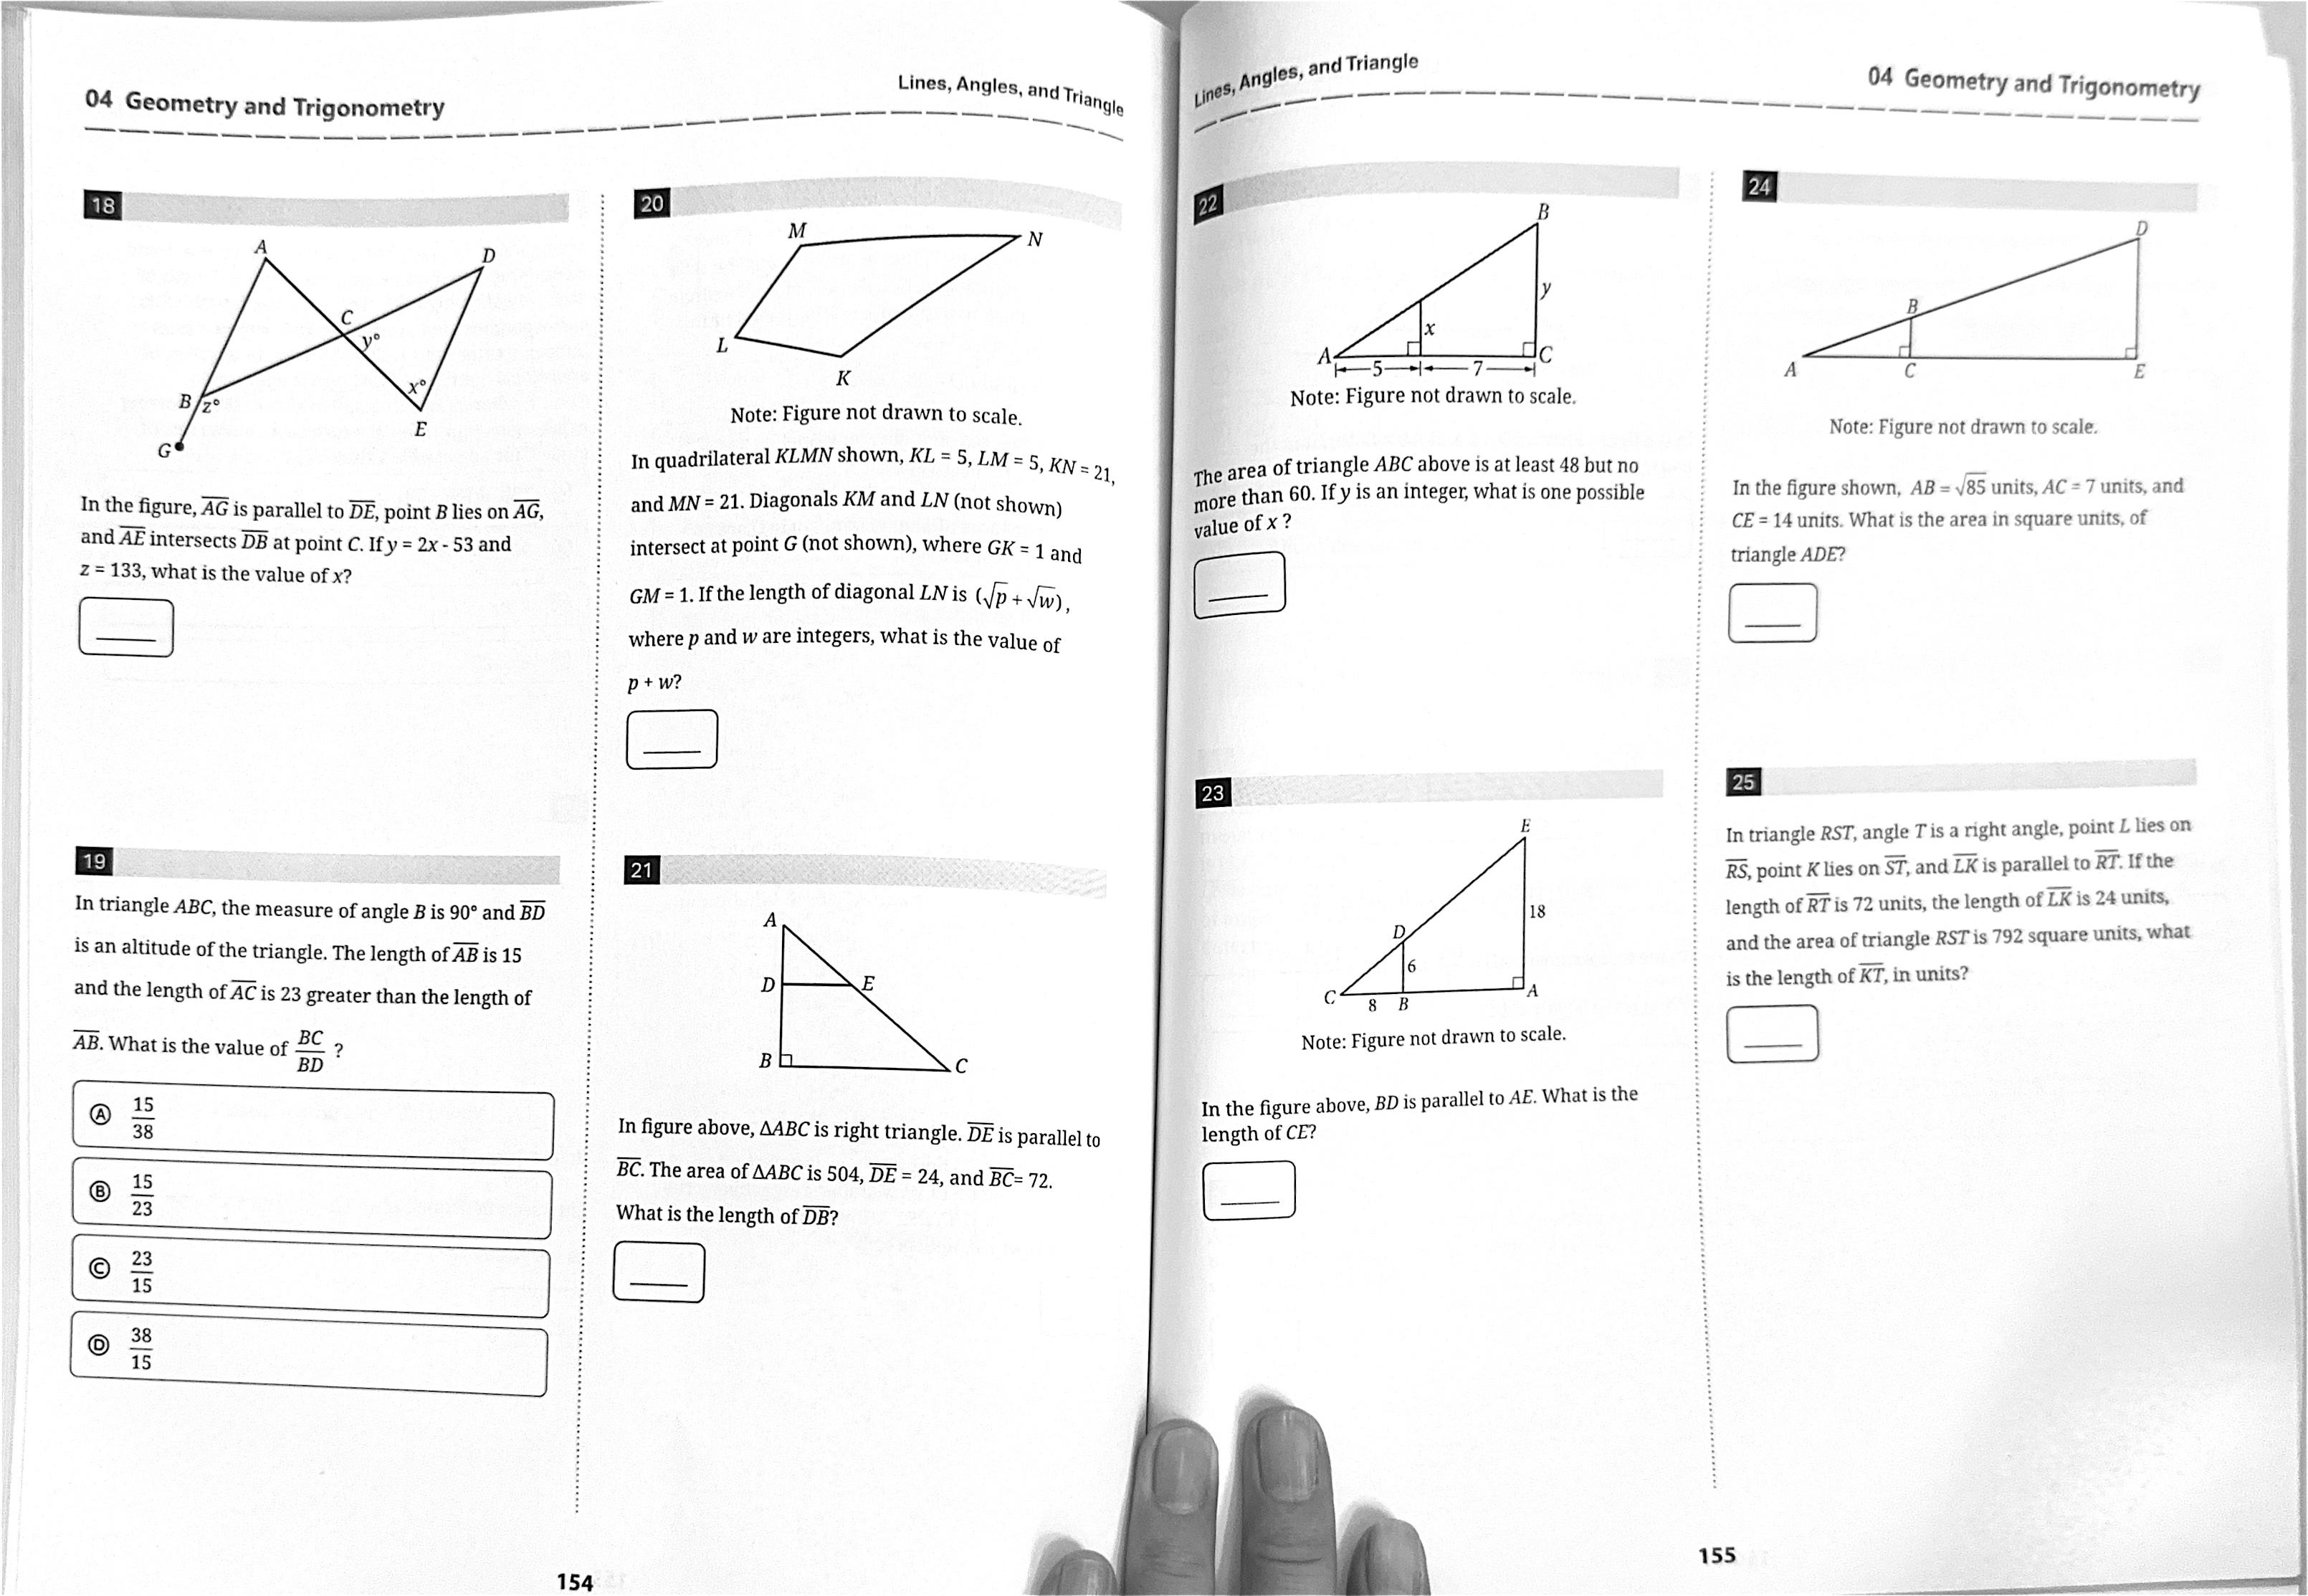 04 Geometry and Trigonometry
Lines, Angles, and Triangle
18
A
D
C
y°
x°
B
z°
E
G
In the figure, AG is parallel to DE, point B lies on AG,
and AE intersects DB at point C. If y = 2x - 53 and
z = 133, what is the value of x?
19
In triangle ABC, the measure of angle B is 90° and BD
is an altitude of the triangle. The length of AB is 15
and the length of AC is 23 greater than the length of
AB. What is the value of BC/BD ?
A 15/38
B 15/23
C 23/15
D 38/15
20
M
N
L
K
Note: Figure not drawn to scale.
In quadrilateral KLMN shown, KL = 5, LM = 5, KN = 21,
and MN = 21. Diagonals KM and LN (not shown)
intersect at point G (not shown), where GK = 1 and
GM = 1. If the length of diagonal LN is (√p + √w),
where p and w are integers, what is the value of
p + w?
21
A
D
E
B
C
In figure above, ΔABC is right triangle. DE is parallel to
BC. The area of ΔABC is 504, DE = 24, and BC= 72.
What is the length of DB?
154
Lines, Angles, and Triangle
04 Geometry and Trigonometry
22
B
y
x
A
C
5
7
Note: Figure not drawn to scale.
The area of triangle ABC above is at least 48 but no
more than 60. If y is an integer, what is one possible
value of x ?
23
E
18
D
6
C
8
B
A
Note: Figure not drawn to scale.
In the figure above, BD is parallel to AE. What is the
length of CE?
24
D
B
A
C
E
Note: Figure not drawn to scale.
In the figure shown, AB = √85 units, AC = 7 units, and
CE = 14 units. What is the area in square units, of
triangle ADE?
25
In triangle RST, angle T is a right angle, point L lies on
RS, point K lies on ST, and LK is parallel to RT. If the
length of RT is 72 units, the length of LK is 24 units,
and the area of triangle RST is 792 square units, what
is the length of KT, in units?
155